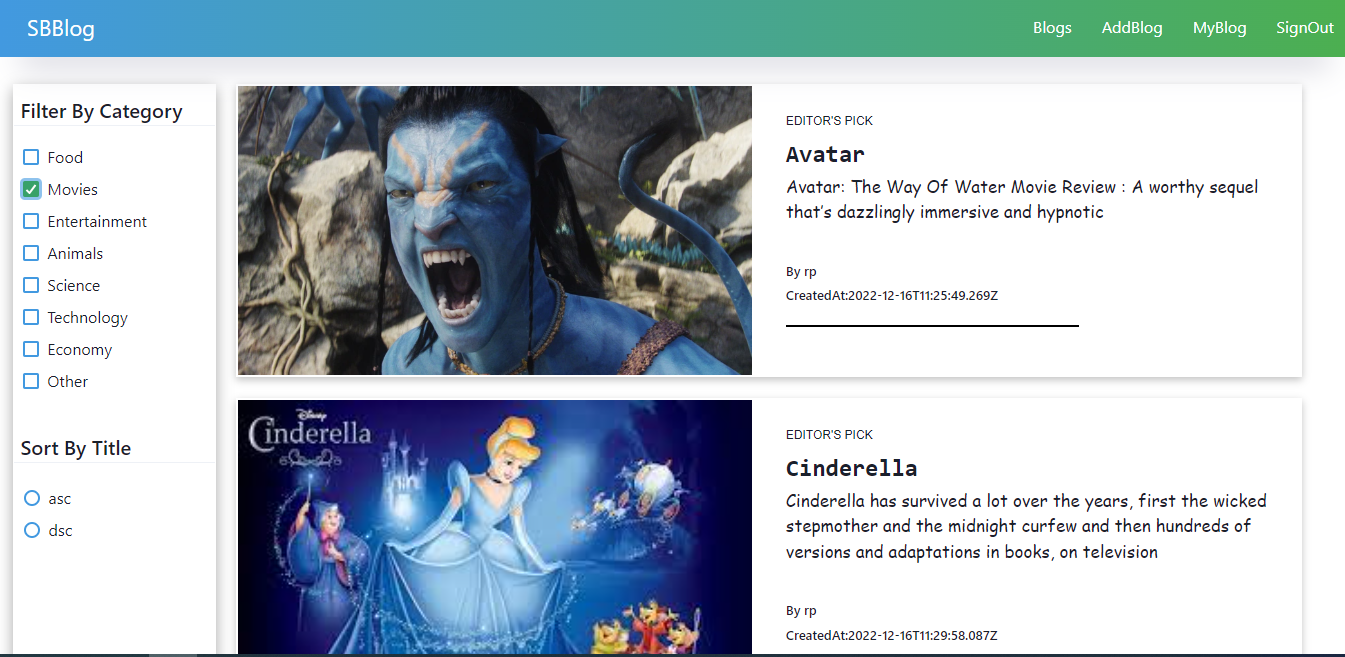 SBBlog
Blogs
AddBlog
MyBlog
SignOut
Filter By Category
Food
Movies
Entertainment
Animals
Science
Technology
Economy
Other
Sort By Title
asc
dsc
EDITOR'S PICK
Avatar
Avatar: The Way Of Water Movie Review : A worthy sequel
that's dazzlingly immersive and hypnotic
By rp
CreatedAt:2022-12-16T11:25:49.269Z
Disney
Cinderella
EDITOR'S PICK
Cinderella
Cinderella has survived a lot over the years, first the wicked
stepmother and the midnight curfew and then hundreds of
versions and adaptations in books, on television
By rp
CreatedAt:2022-12-16T11:29:58.087Z